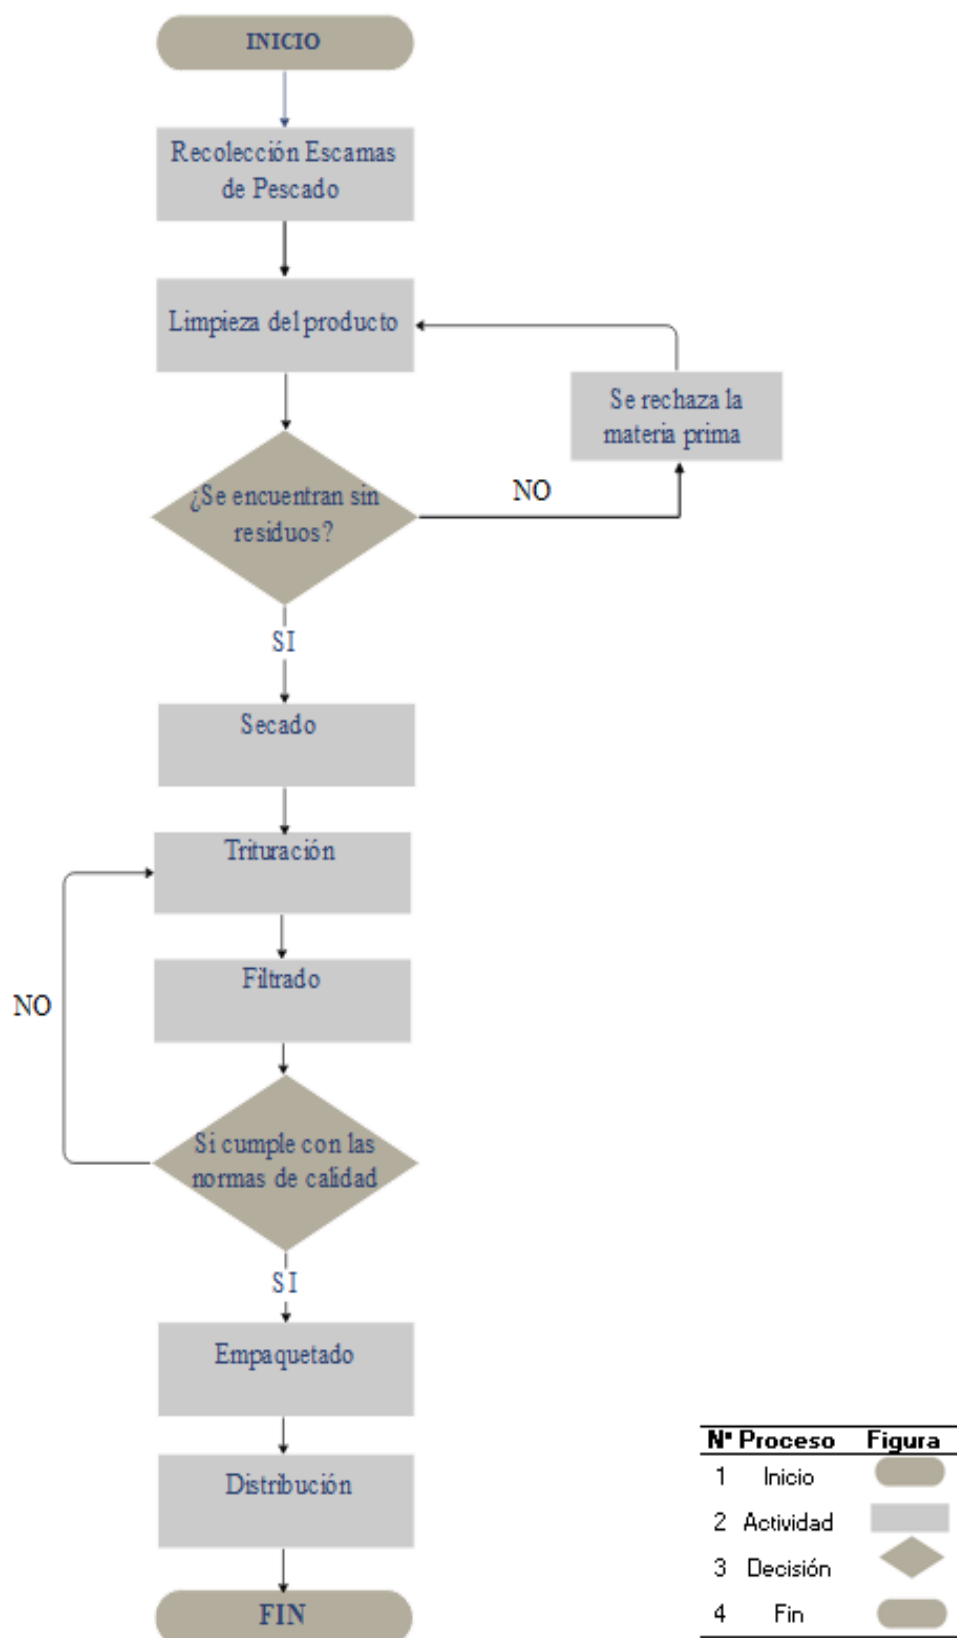 INICIO
Recolección Escamas
de Pescado
Limpieza del producto
Se rechaza la
materia prima
¿Se encuentran sin
residuos?
NO
SI
Secado
Trituración
Filtrado
NO
Si cumple con las
normas de calidad
SI
Empaquetado
Distribución
FIN
Nº Proceso Figura
1 Inicio
2 Actividad
3 Decisión
4 Fin